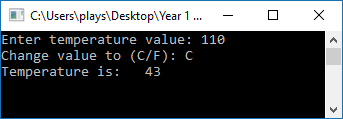 C:\Users\plays\Desktop\Year 1 ...
Enter temperature value: 110
Change value to (C/F): C
Temperature is:   43